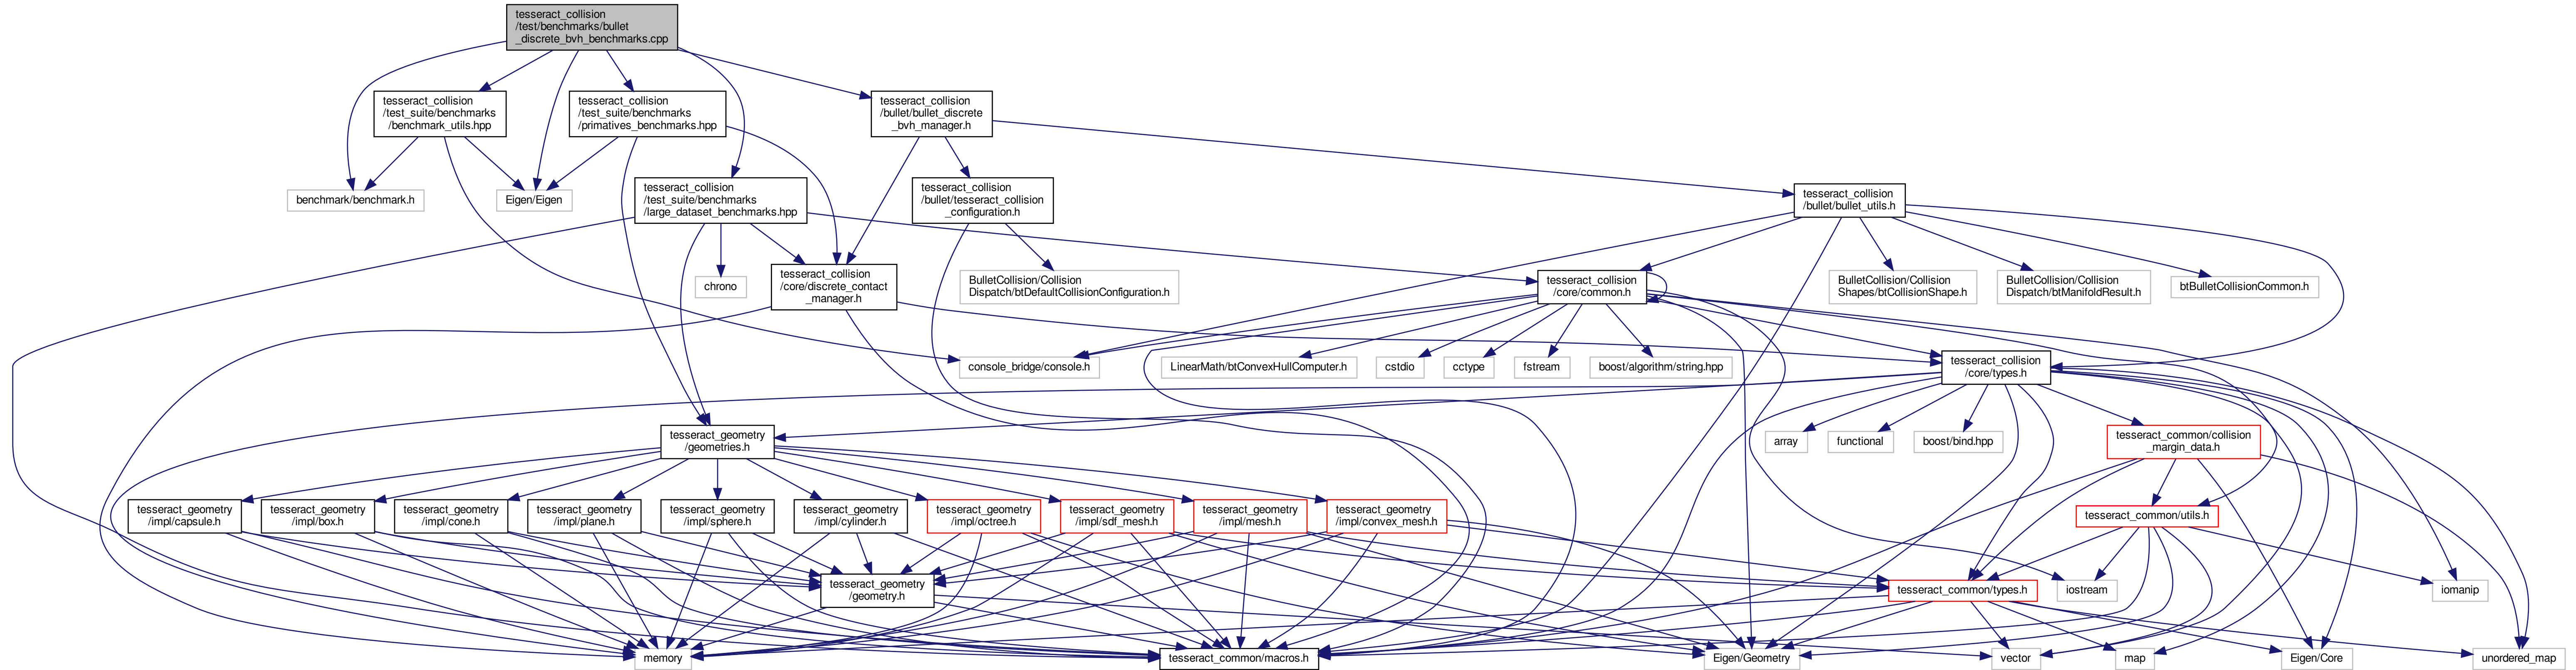 tesseract_collision
/test/benchmarks/bullet
_discrete_bvh_benchmarks.cpp
tesseract_collision
/test_suite/benchmarks
/benchmark_utils.hpp
tesseract_collision
/test_suite/benchmarks
/primatives_benchmarks.hpp
tesseract_collision
/bullet/bullet_discrete
_bvh_manager.h
benchmark/benchmark.h
Eigen/Eigen
tesseract_collision
/test_suite/benchmarks
/large_dataset_benchmarks.hpp
tesseract_collision
/bullet/tesseract_collision
_configuration.h
tesseract_collision
/bullet/bullet_utils.h
chrono
tesseract_collision
/core/discrete_contact
_manager.h
BulletCollision/Collision
Dispatch/btDefaultCollisionConfiguration.h
tesseract_collision
/core/common.h
BulletCollision/Collision
Shapes/btCollisionShape.h
BulletCollision/Collision
Dispatch/btManifoldResult.h
btBulletCollisionCommon.h
console_bridge/console.h
LinearMath/btConvexHullComputer.h
cstdio
cctype
fstream
boost/algorithm/string.hpp
tesseract_collision
/core/types.h
tesseract_geometry
/geometries.h
array
functional
boost/bind.hpp
tesseract_common/collision
_margin_data.h
tesseract_geometry
/impl/capsule.h
tesseract_geometry
/impl/box.h
tesseract_geometry
/impl/cone.h
tesseract_geometry
/impl/plane.h
tesseract_geometry
/impl/sphere.h
tesseract_geometry
/impl/cylinder.h
tesseract_geometry
/impl/octree.h
tesseract_geometry
/impl/sdf_mesh.h
tesseract_geometry
/impl/mesh.h
tesseract_geometry
/impl/convex_mesh.h
tesseract_common/utils.h
tesseract_geometry
/geometry.h
tesseract_common/types.h
iostream
iomanip
memory
tesseract_common/macros.h
Eigen/Geometry
vector
map
Eigen/Core
unordered_map